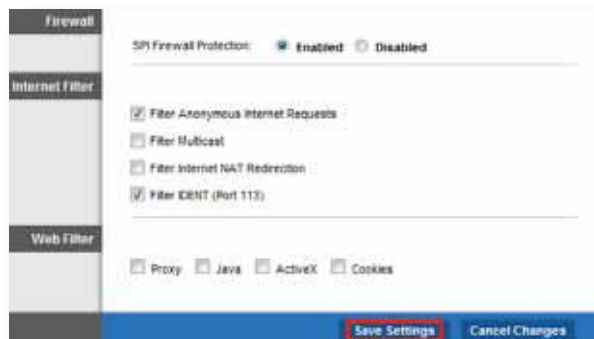 Firewall
SPI Firewall Protection: Enabled Disabled
Internet Filter
Filter Anonymous Internet Requests
Filter Multicast
Filter Internet NAT Redirection
Filter IDENT (Port 113)
Web Filter
Proxy Java ActiveX Cookies
Save Settings Cancel Changes